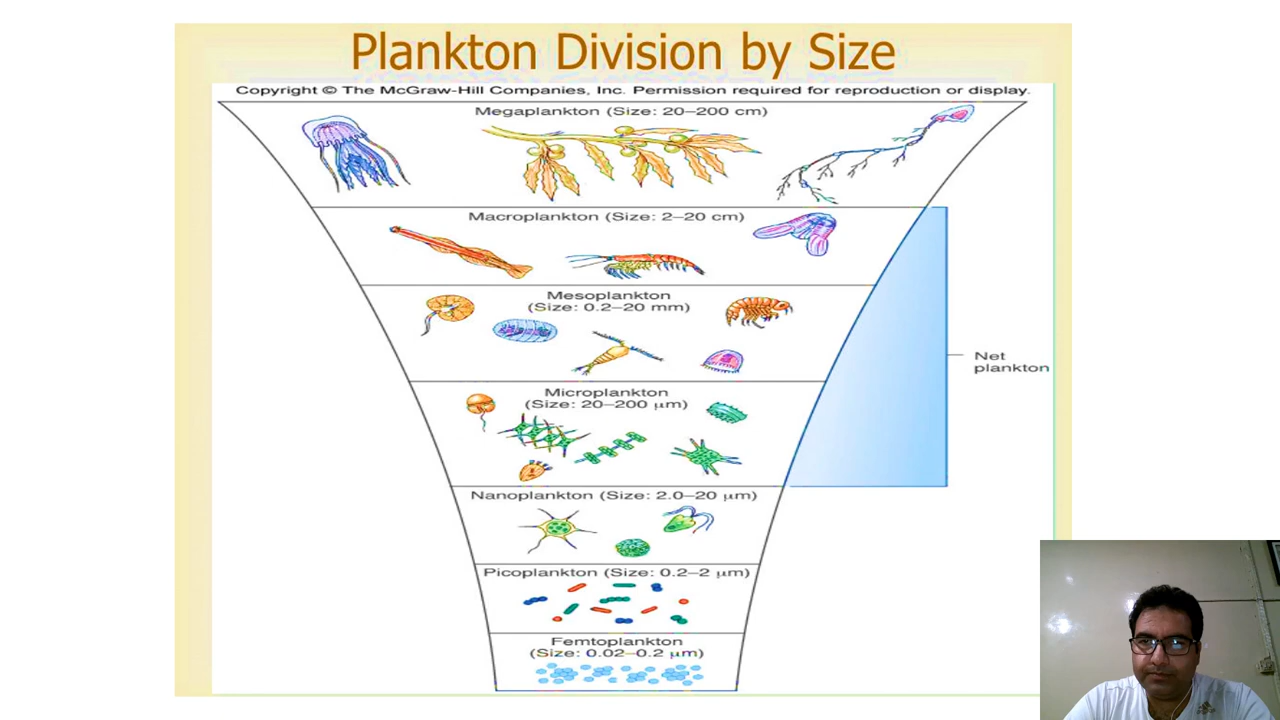 Plankton Division by Size
Copyright © The McGraw-Hill Companies, Inc. Permission required for reproduction or display.
Megaplankton (Size: 20–200 cm)
Macroplankton (Size: 2–20 cm)
Mesoplankton
(Size: 0.2–20 mm)
Net
plankton
Microplankton
(Size: 20–200 μm)
Nanoplankton (Size: 2.0–20 μm)
Picoplankton (Size: 0.2–2 μm)
Femtoplankton
(Size: 0.02–0.2 μm)